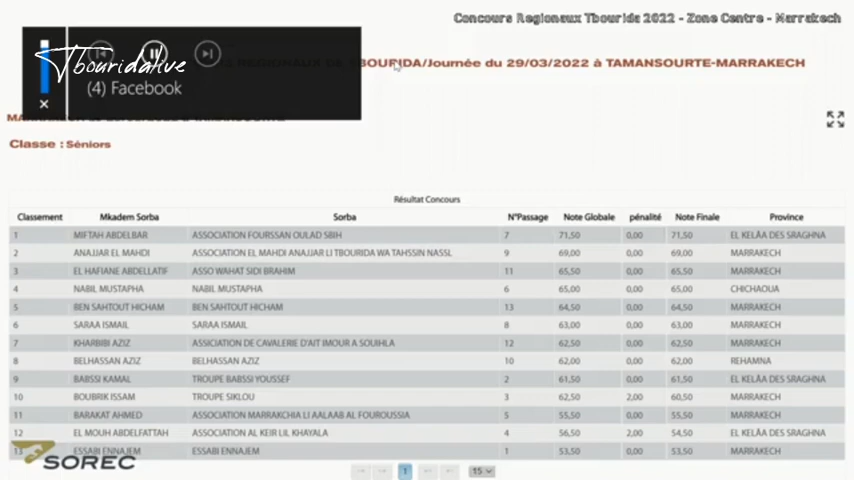 Concours Regionaux Tbourida 2022 - Zone Centre - Marrakech
Tbouridalive
(4) Facebook
REGIONAUX DE TBOURIDA/Journée du 29/03/2022 à TAMANSOURTE-MARRAKECH
Classe : Séniors
Résultat Concours
Classement Mkadem Sorba Sorba N°Passage Note Globale pénalité Note Finale Province
1 MIFTAH ABDELBAR ASSOCIATION FOURSSAN OULAD SBIH 7 71,50 0,00 71,50 EL KELÂA DES SRAGHNA
2 ANAJJAR EL MAHDI ASSOCIATION EL MAHDI ANAJJAR LI TBOURIDA WA TAHSSIN NASSL 9 69,00 0,00 69,00 MARRAKECH
3 EL HAFIANE ABDELLATIF ASSO WAHAT SIDI BRAHIM 11 65,50 0,00 65,50 MARRAKECH
4 NABIL MUSTAPHA NABIL MUSTAPHA 6 65,00 0,00 65,00 CHICHAOUA
5 BEN SAHTOUT HICHAM BEN SAHTOUT HICHAM 13 64,50 0,00 64,50 MARRAKECH
6 SARAA ISMAIL SARAA ISMAIL 8 63,00 0,00 63,00 MARRAKECH
7 KHARBIBI AZIZ ASSICIATION DE CAVALERIE D'AIT IMOUR A SOUIHLA 12 62,50 0,00 62,50 MARRAKECH
8 BELHASSAN AZIZ BELHASSAN AZIZ 10 62,00 0,00 62,00 REHAMNA
9 BABSSI KAMAL TROUPE BABSSI YOUSSEF 2 61,50 0,00 61,50 EL KELÂA DES SRAGHNA
10 BOUBRIK ISSAM TROUPE SIKLOU 3 62,50 2,00 60,50 MARRAKECH
11 BARAKAT AHMED ASSOCIATION MARRAKCHIA LI AALAAB AL FOUROUSSIA 5 55,50 0,00 55,50 MARRAKECH
12 EL MOUH ABDELFATTAH ASSOCIATION AL KEIR LIL KHAYALA 4 56,50 2,00 54,50 EL KELÂA DES SRAGHNA
13 ESSABI ENNAJEM ESSABI ENNAJEM 1 53,50 0,00 53,50 MARRAKECH
SOREC
1 15